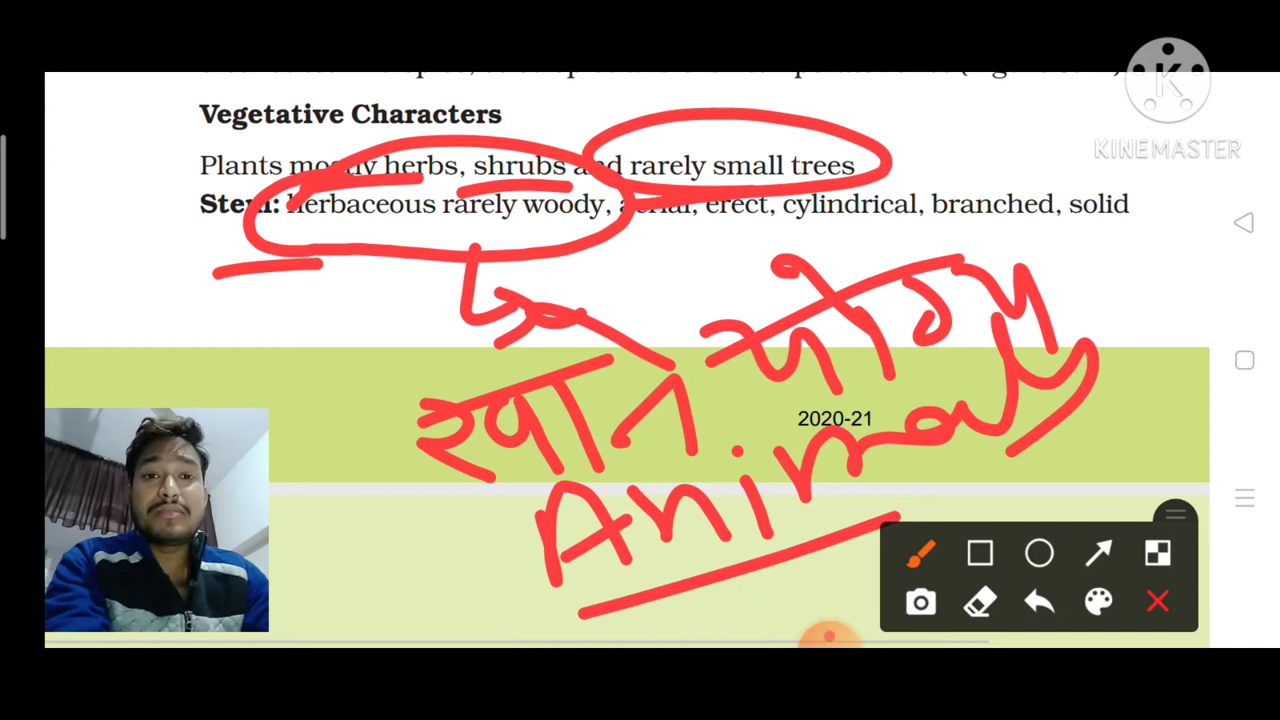 KINEMASTER
Vegetative Characters
Plants mostly herbs, shrubs and rarely small trees
Stem: herbaceous rarely woody, aerial, erect, cylindrical, branched, solid
योग्य
खाने
2020-21
Animal